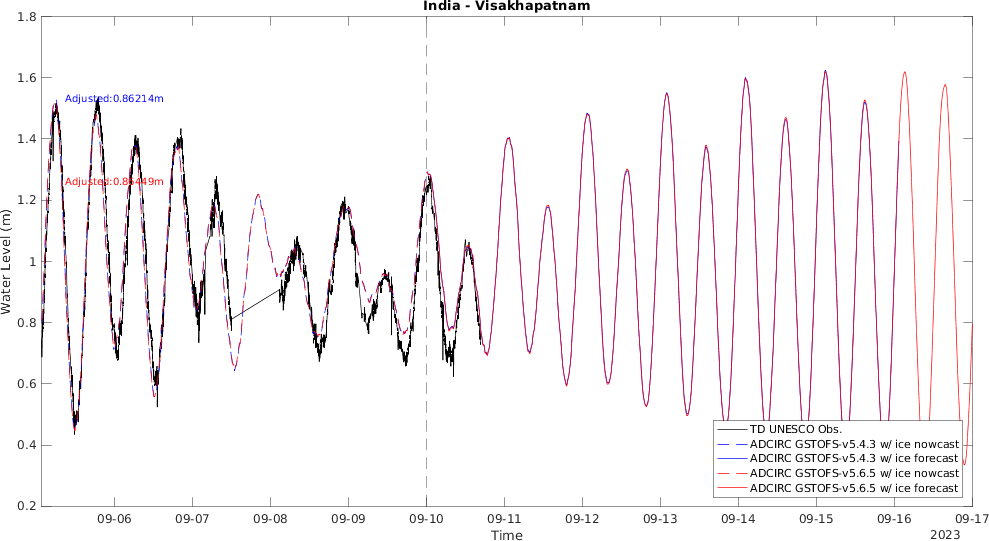 India - Visakhapatnam
Water Level (m)
1.8
1.6
1.4
1.2
1
0.8
0.6
0.4
0.2
Adjusted:0.86214m
Adjusted:0.86449m
TD UNESCO Obs.
ADCIRC GSTOFS-v5.4.3 w/ ice nowcast
ADCIRC GSTOFS-v5.4.3 w/ ice forecast
ADCIRC GSTOFS-v5.6.5 w/ ice nowcast
ADCIRC GSTOFS-v5.6.5 w/ ice forecast
09-06 09-07 09-08 09-09 09-10 09-11 09-12 09-13 09-14 09-15 09-16 09-17
Time
2023